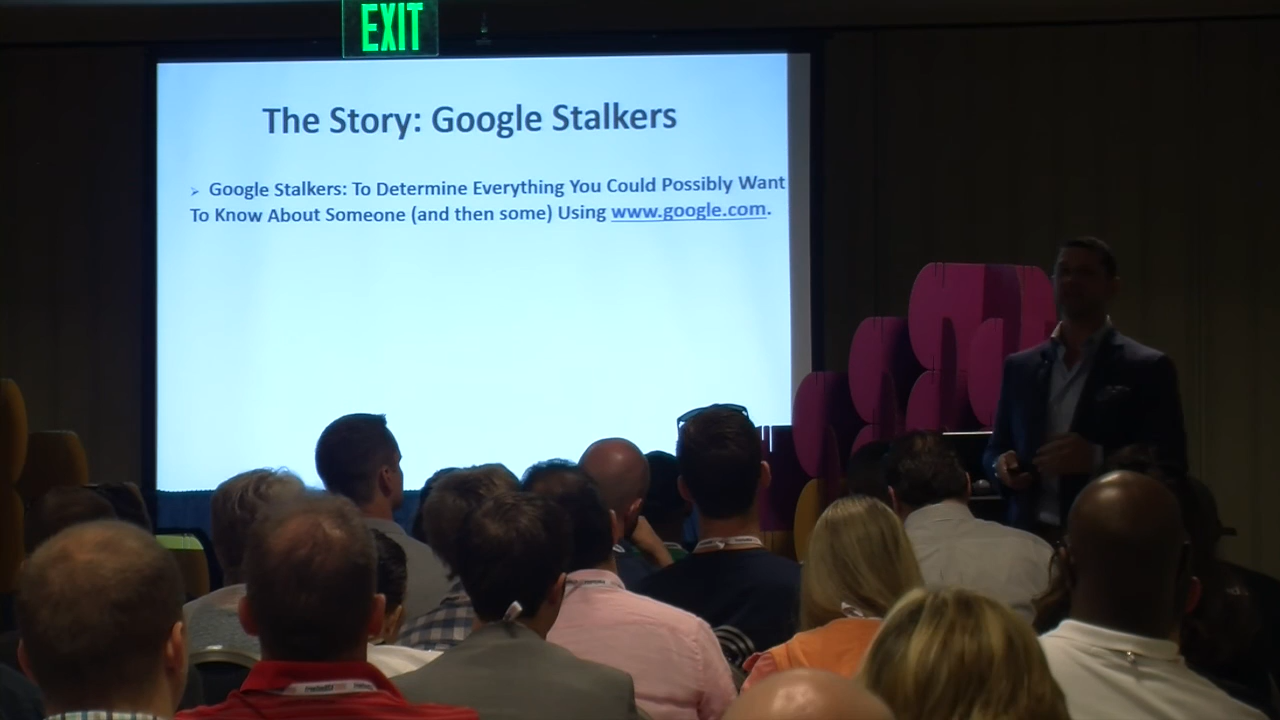 EXIT
The Story: Google Stalkers
➢ Google Stalkers: To Determine Everything You Could Possibly Want
To Know About Someone (and then some) Using www.google.com.